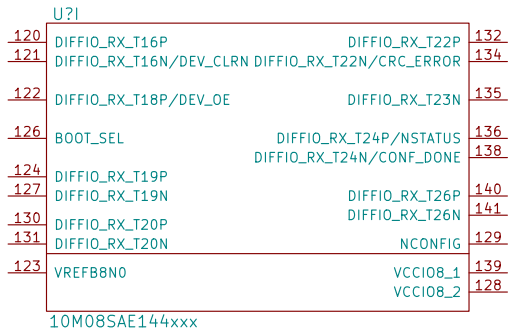 U?I
120 DIFFIO_RX_T16P DIFFIO_RX_T22P 132
121 DIFFIO_RX_T16N/DEV_CLRN DIFFIO_RX_T22N/CRC_ERROR 134
122 DIFFIO_RX_T18P/DEV_OE DIFFIO_RX_T23N 135
126 BOOT_SEL DIFFIO_RX_T24P/NSTATUS 136
DIFFIO_RX_T24N/CONF_DONE 138
124 DIFFIO_RX_T19P
127 DIFFIO_RX_T19N DIFFIO_RX_T26P 140
DIFFIO_RX_T26N 141
130 DIFFIO_RX_T20P
131 DIFFIO_RX_T20N NCONFIG 129
123 VREFB8N0 VCCIO8_1 139
VCCIO8_2 128
10M08SAE144xxx